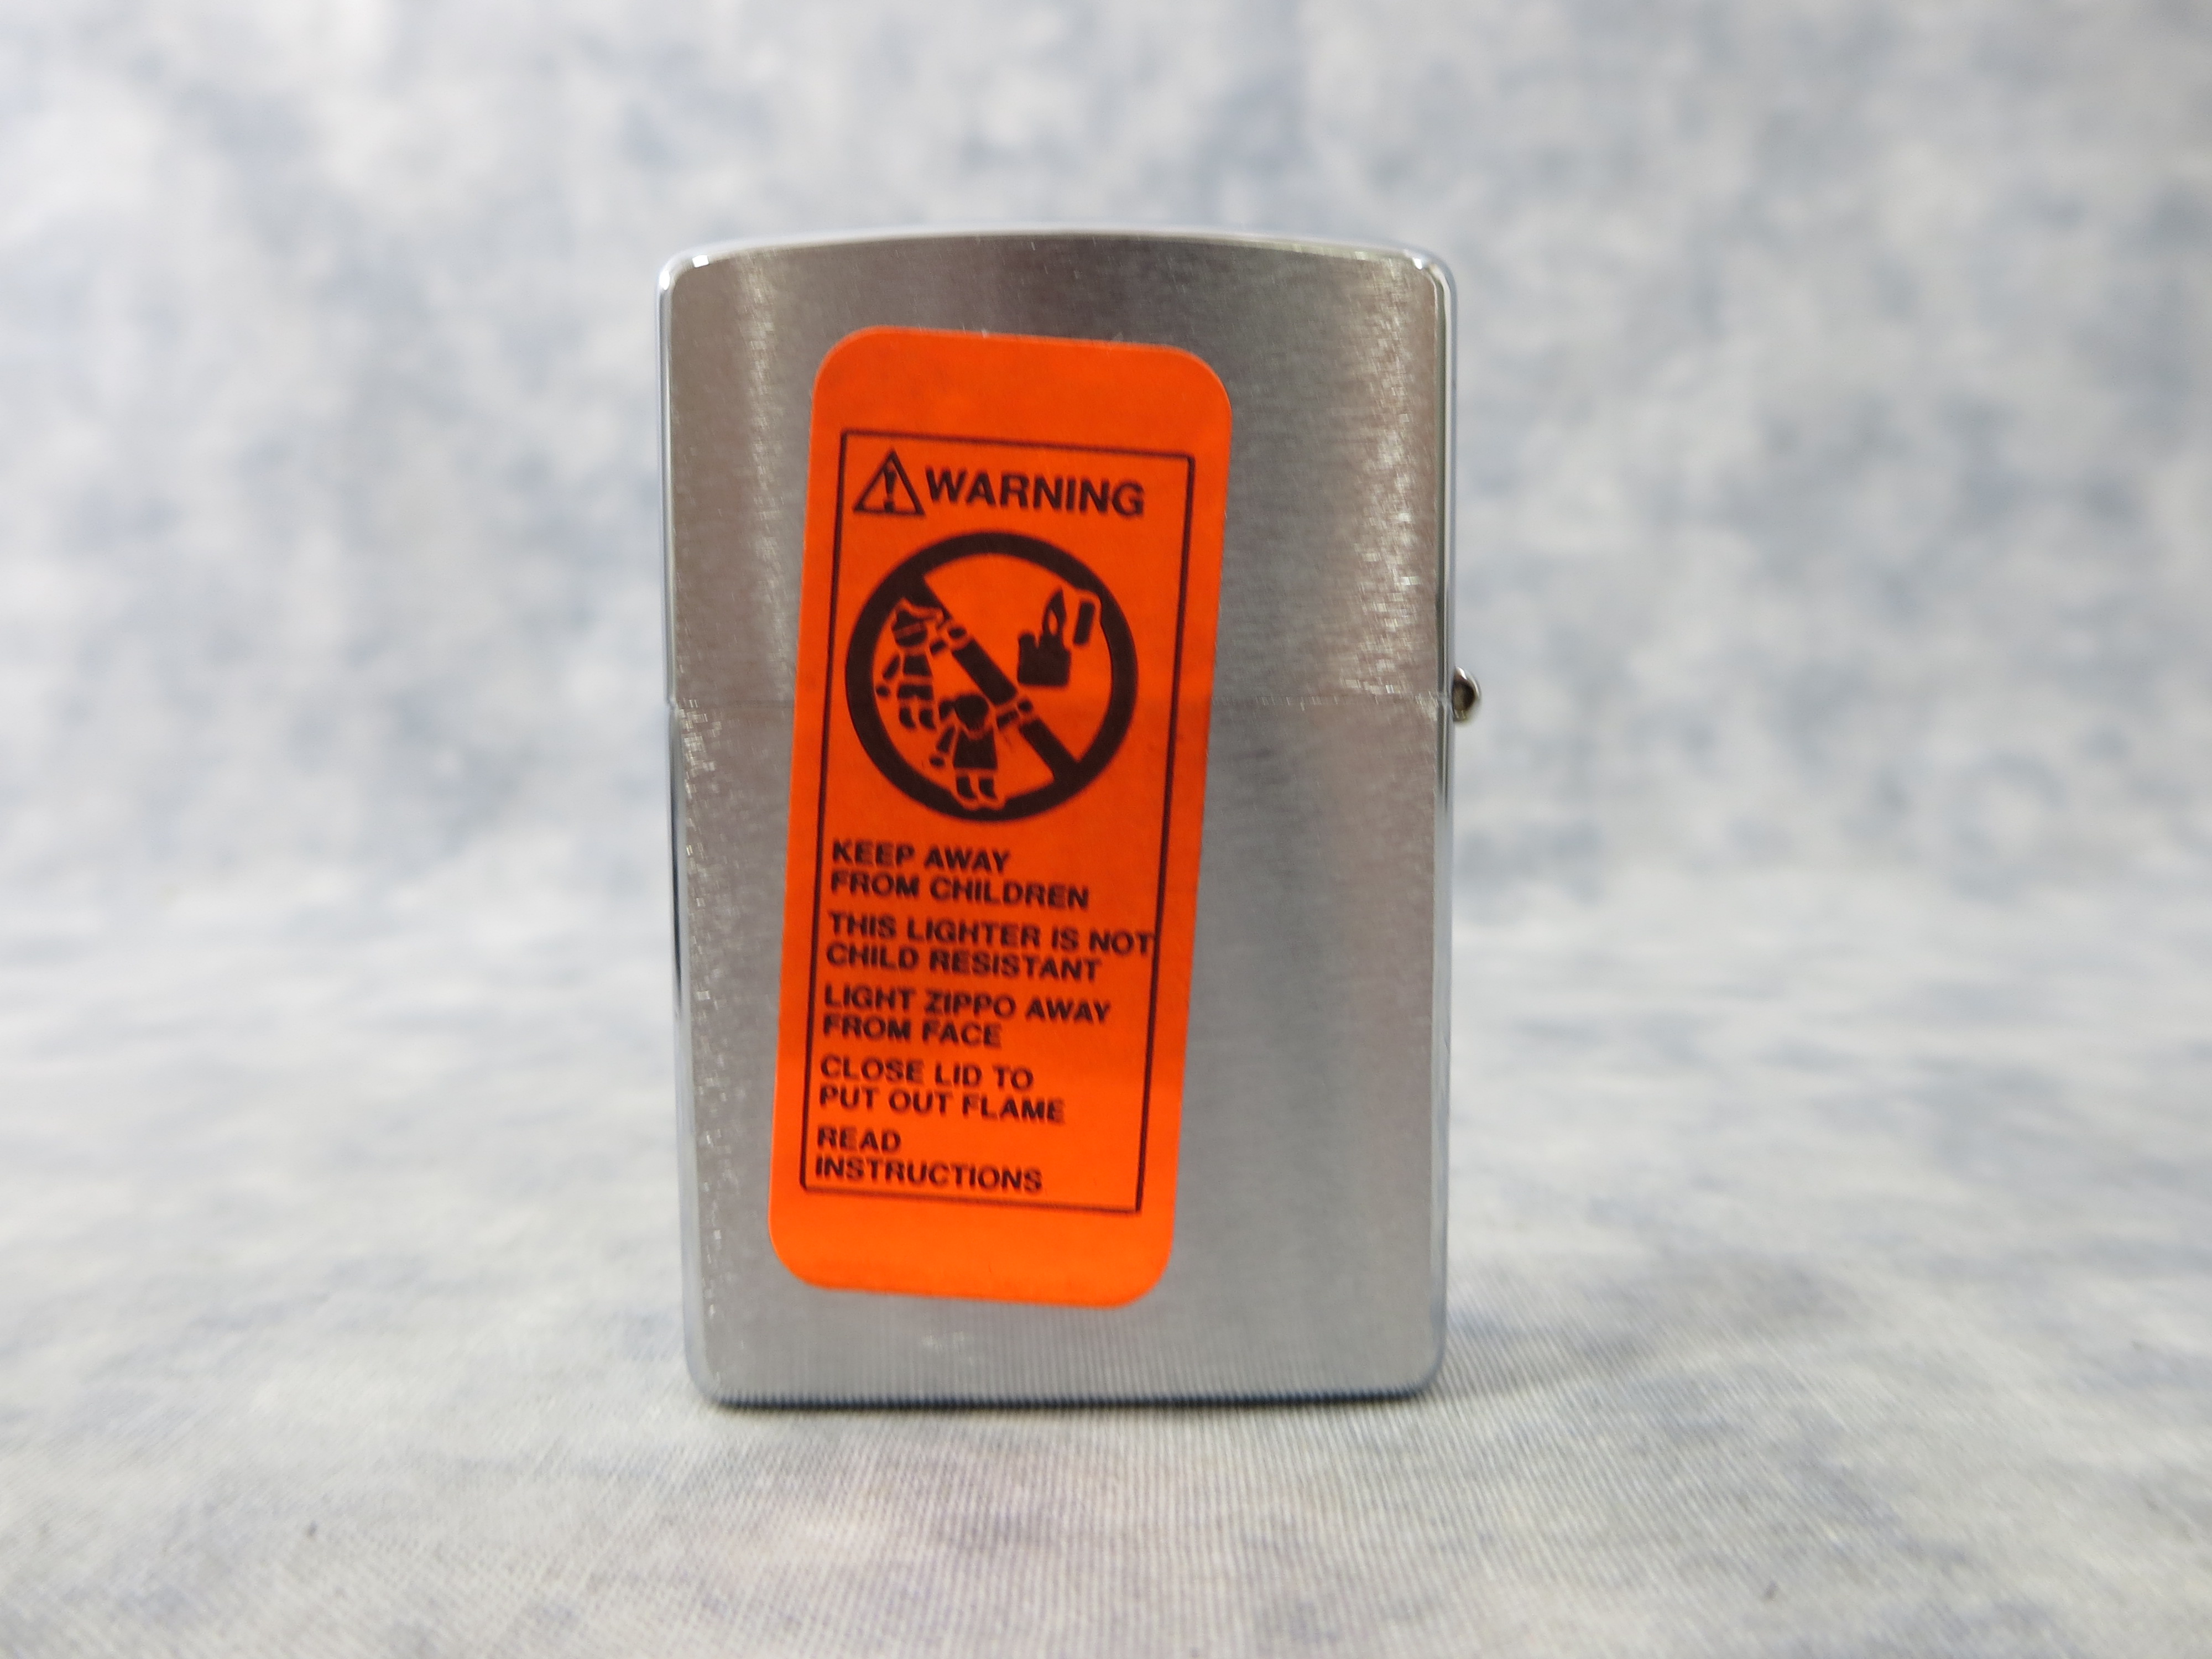 WARNING
KEEP AWAY
FROM CHILDREN
THIS LIGHTER IS NOT
CHILD RESISTANT
LIGHT ZIPPO AWAY
FROM FACE
CLOSE LID TO
PUT OUT FLAME
READ
INSTRUCTIONS